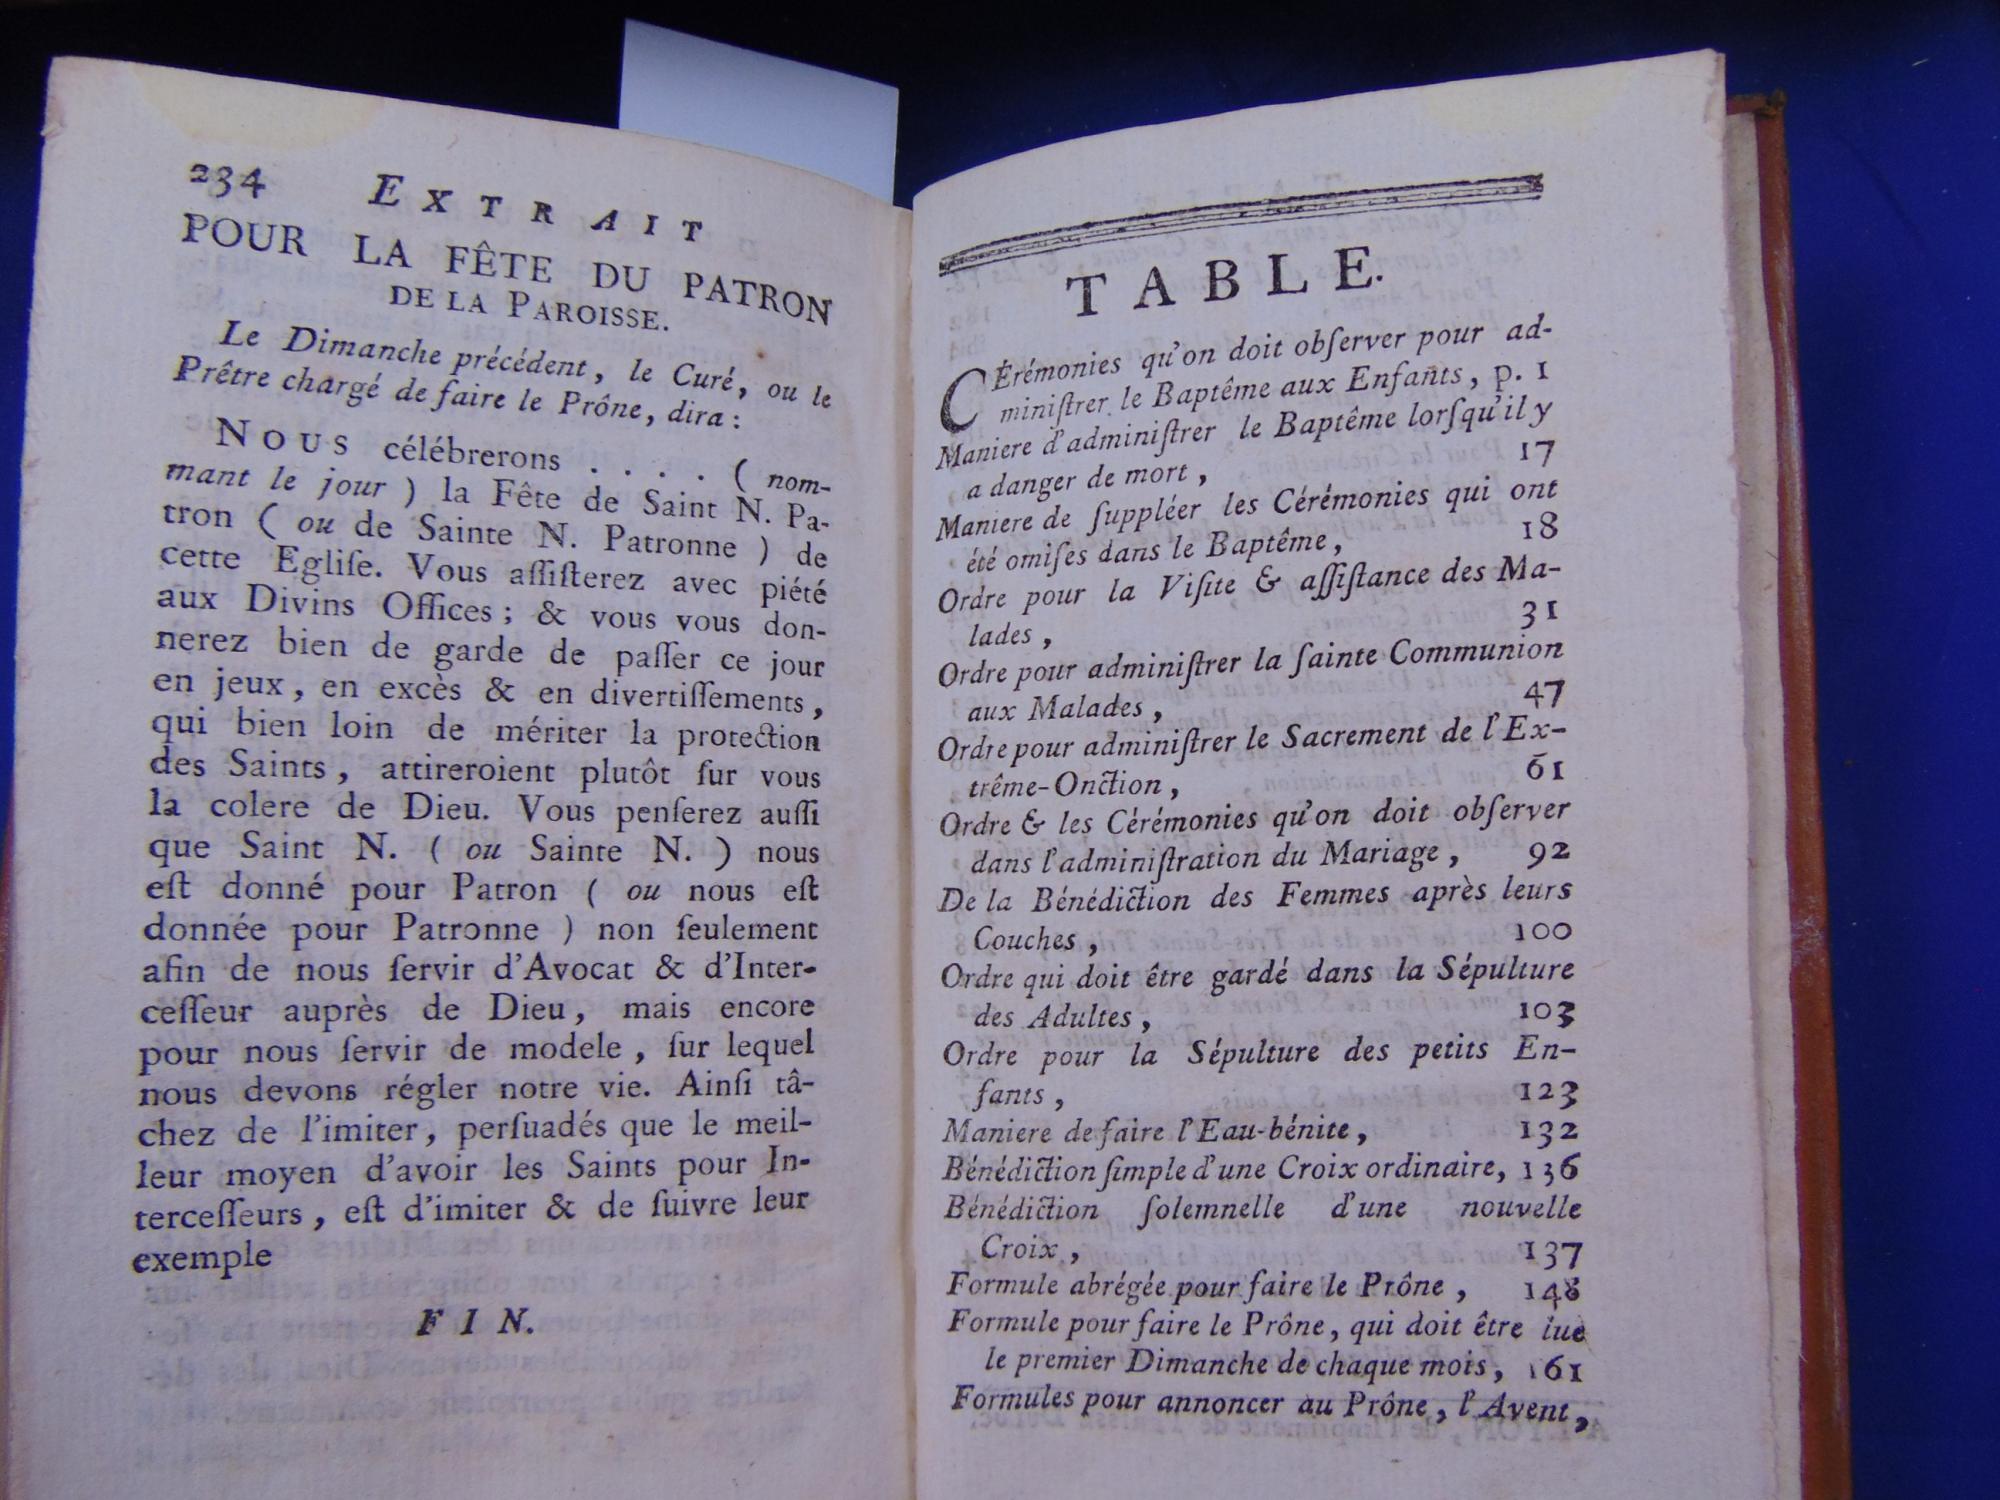 234 EXTRAIT
POUR LA FÊTE DU PATRON
DE LA PAROISSE.
Le Dimanche précédent, le Curé, ou le
Prêtre chargé de faire le Prône, dira :
NOUS célébrerons . . . . ( nom-
mant le jour ) la Fête de Saint N. Pa-
tron ( ou de Sainte N. Patronne ) de
cette Egliſe. Vous aſſiſterez avec piété
aux Divins Offices ; & vous vous don-
nerez bien de garde de paſſer ce jour
en jeux, en excès & en divertiſſements,
qui bien loin de mériter la protection
des Saints, attireroient plutôt ſur vous
la colere de Dieu. Vous penſerez auſſi
que Saint N. ( ou Sainte N. ) nous
eſt donné pour Patron ( ou nous eſt
donnée pour Patronne ) non ſeulement
afin de nous ſervir d'Avocat & d'Inter-
ceſſeur auprès de Dieu, mais encore
pour nous ſervir de modele, ſur lequel
nous devons régler notre vie. Ainſi tâ-
chez de l'imiter, perſuadés que le meil-
leur moyen d'avoir les Saints pour In-
terceſſeurs, eſt d'imiter & de ſuivre leur
exemple
FIN.
TABLE.
CÉrémonies qu'on doit obſerver pour ad-
miniſtrer le Baptême aux Enfants, p. 1
Maniere d'adminiſtrer le Baptême lorſqu'il y
a danger de mort, 17
Maniere de ſuppléer les Cérémonies qui ont
été omiſes dans le Baptême, 18
Ordre pour la Viſite & aſſiſtance des Ma-
lades, 31
Ordre pour adminiſtrer la ſainte Communion
aux Malades, 47
Ordre pour adminiſtrer le Sacrement de l'Ex-
trême-Onction, 61
Ordre & les Cérémonies qu'on doit obſerver
dans l'adminiſtration du Mariage, 92
De la Bénédiction des Femmes après leurs
Couches, 100
Ordre qui doit être gardé dans la Sépulture
des Adultes, 103
Ordre pour la Sépulture des petits En-
fants, 123
Maniere de faire l'Eau-bénite, 132
Bénédiction ſimple d'une Croix ordinaire, 136
Bénédiction ſolemnelle d'une nouvelle
Croix, 137
Formule abrégée pour faire le Prône, 148
Formule pour faire le Prône, qui doit être lue
le premier Dimanche de chaque mois, 161
Formules pour annoncer au Prône, l'Avent,